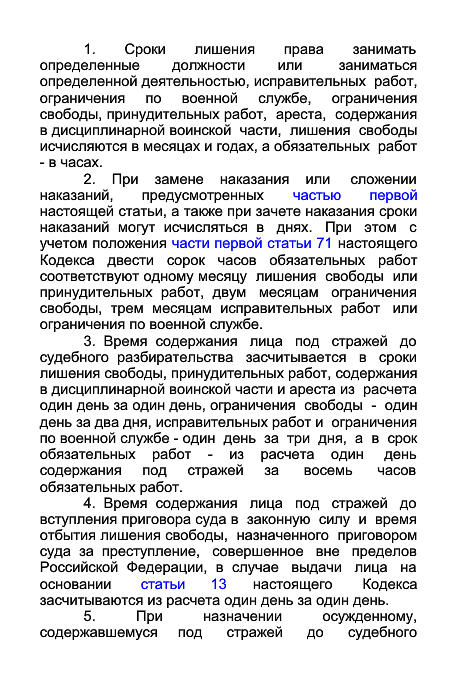 1. Сроки лишения права занимать
определенные должности или заниматься
определенной деятельностью, исправительных работ,
ограничения по военной службе, ограничения
свободы, принудительных работ, ареста, содержания
в дисциплинарной воинской части, лишения свободы
исчисляются в месяцах и годах, а обязательных работ
- в часах.
2. При замене наказания или сложении
наказаний, предусмотренных частью первой
настоящей статьи, а также при зачете наказания сроки
наказаний могут исчисляться в днях. При этом с
учетом положения части первой статьи 71 настоящего
Кодекса двести сорок часов обязательных работ
соответствуют одному месяцу лишения свободы или
принудительных работ, двум месяцам ограничения
свободы, трем месяцам исправительных работ или
ограничения по военной службе.
3. Время содержания лица под стражей до
судебного разбирательства засчитывается в сроки
лишения свободы, принудительных работ, содержания
в дисциплинарной воинской части и ареста из расчета
один день за один день, ограничения свободы - один
день за два дня, исправительных работ и ограничения
по военной службе - один день за три дня, а в срок
обязательных работ - из расчета один день
содержания под стражей за восемь часов
обязательных работ.
4. Время содержания лица под стражей до
вступления приговора суда в законную силу и время
отбытия лишения свободы, назначенного приговором
суда за преступление, совершенное вне пределов
Российской Федерации, в случае выдачи лица на
основании статьи 13 настоящего Кодекса
засчитываются из расчета один день за один день.
5. При назначении осужденному,
содержавшемуся под стражей до судебного